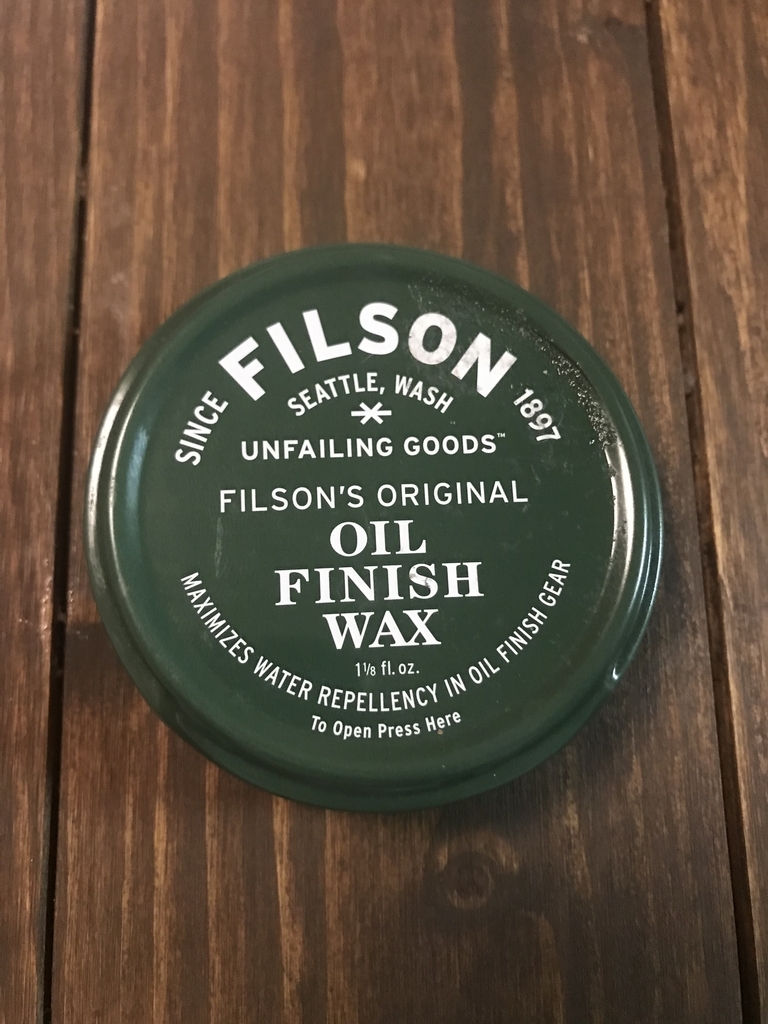 FILSON
SINCE 1897
SEATTLE, WASH
UNFAILING GOODS™
FILSON'S ORIGINAL
OIL
FINISH
WAX
1⅛ fl. oz.
MAXIMIZES WATER REPELLENCY IN OIL FINISH GEAR
To Open Press Here